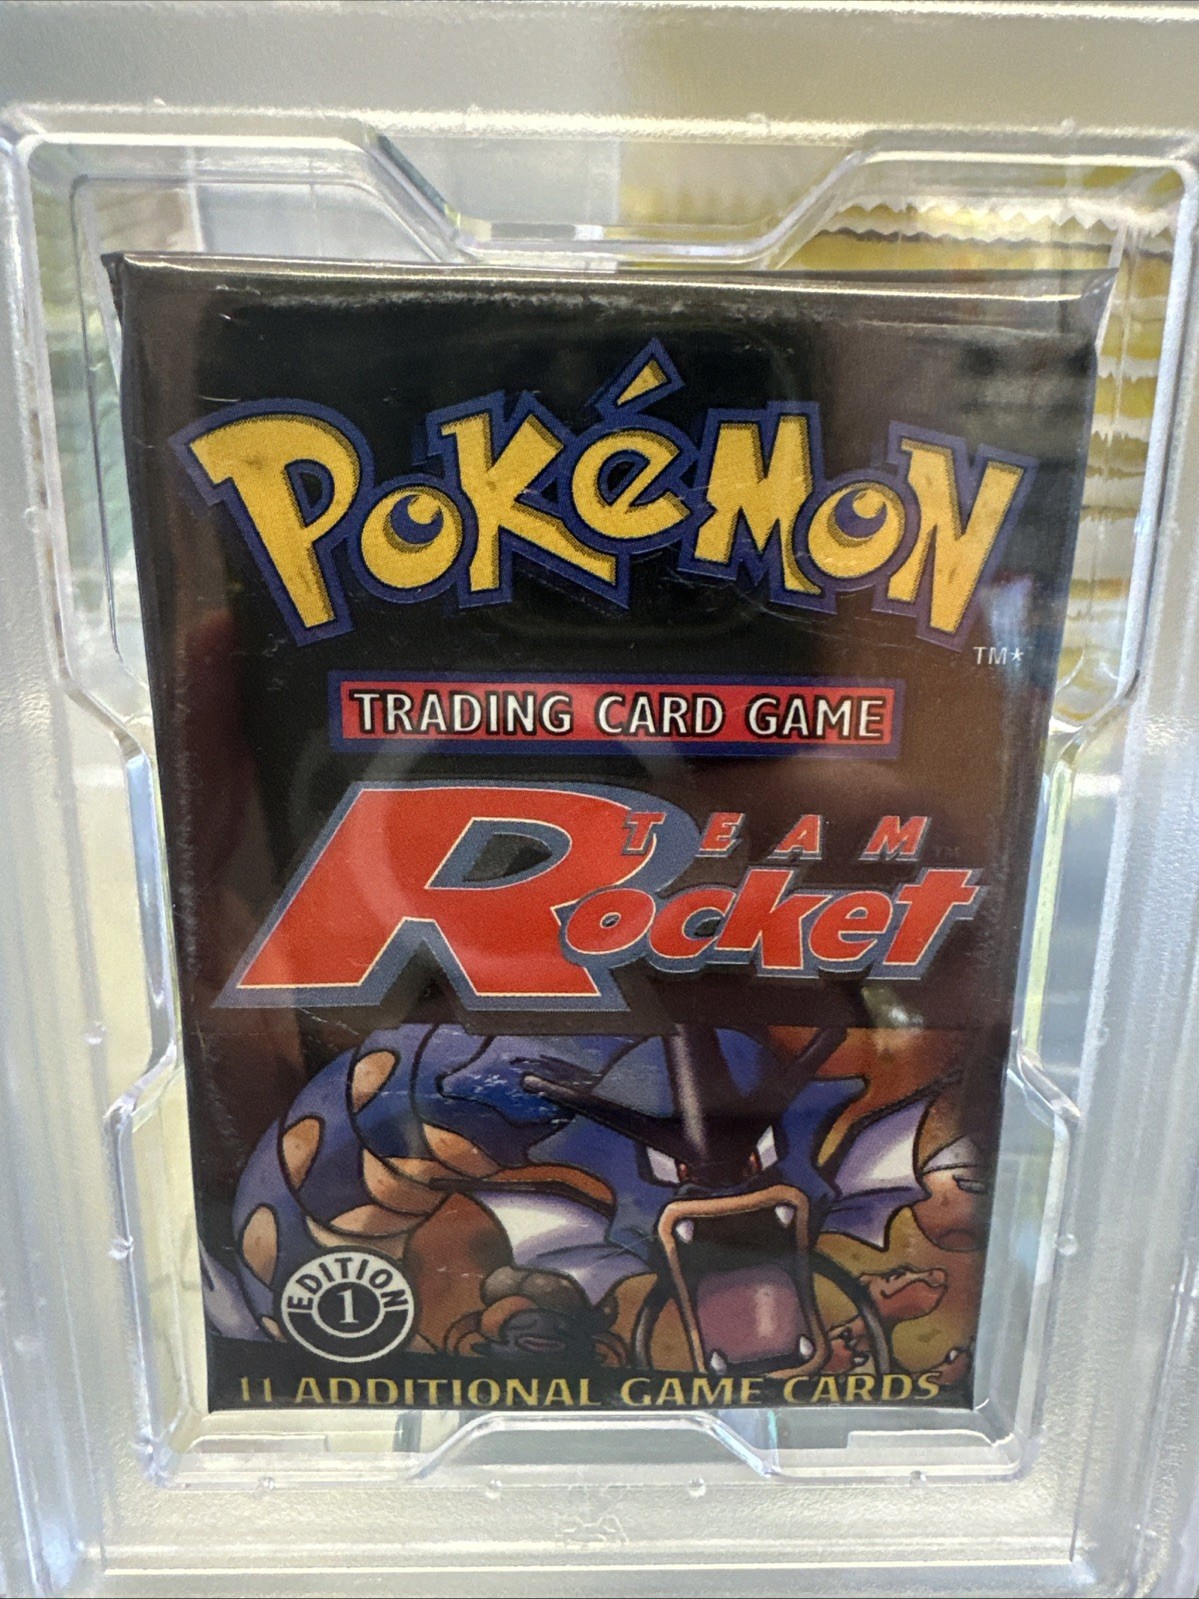 POKéMON
TM*
TRADING CARD GAME
TEAM
Rocket
EDITION
1
11 ADDITIONAL GAME CARDS